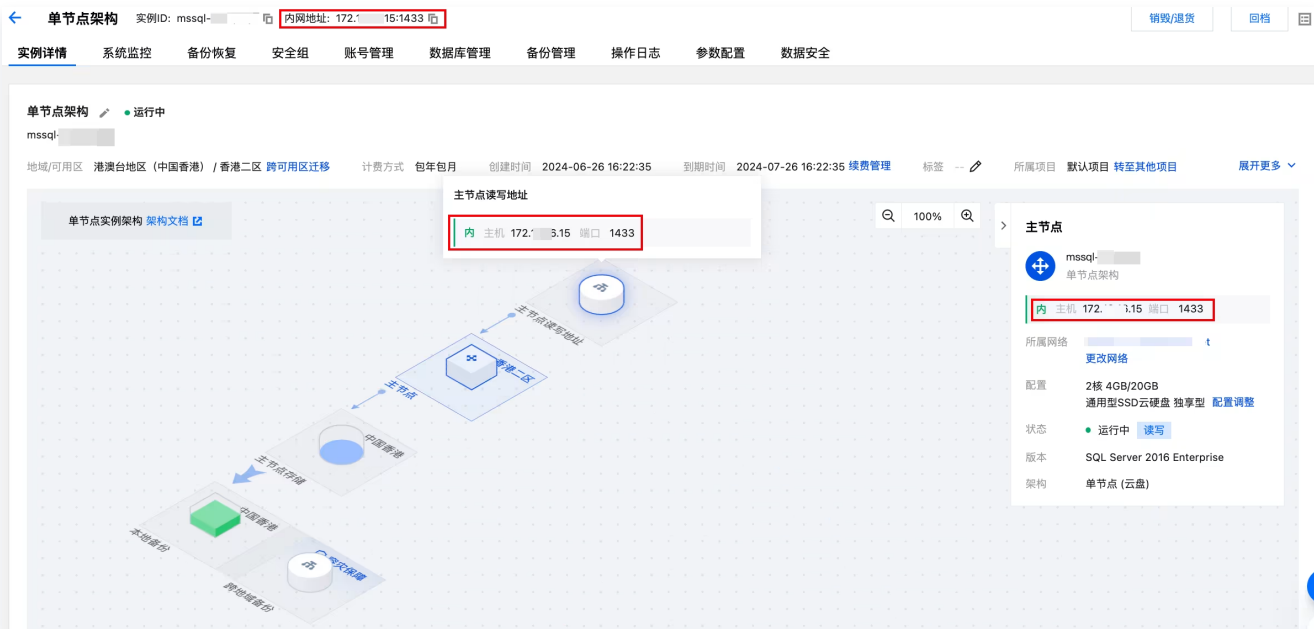 单节点架构 实例ID: mssql- 内网地址: 172.1 15:1433 销毁/退货 回档
实例详情 系统监控 备份恢复 安全组 账号管理 数据库管理 备份管理 操作日志 参数配置 数据安全
单节点架构 运行中
mssql-
地域/可用区 港澳台地区（中国香港） / 香港二区 跨可用区迁移 计费方式 包年包月 创建时间 2024-06-26 16:22:35 到期时间 2024-07-26 16:22:35 续费管理 标签 -- 所属项目 默认项目 转至其他项目 展开更多
主节点读写地址
内 主机 172. 6.15 端口 1433
单节点实例架构 架构文档
100%
主节点读写地址
香港二区
主节点
中国香港
主节点存储
中国香港
本地备份
容灾保障
跨地域备份
主节点
mssql-
单节点架构
内 主机 172. .15 端口 1433
所属网络 t
更改网络
配置 2核 4GB/20GB
通用型SSD云硬盘 独享型 配置调整
状态 运行中 读写
版本 SQL Server 2016 Enterprise
架构 单节点 (云盘)